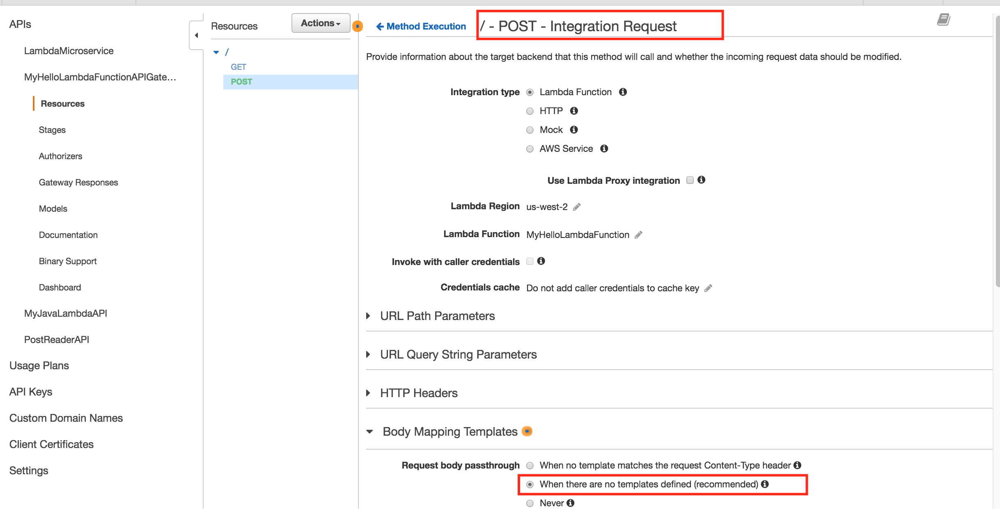 APIs
LambdaMicroservice
MyHelloLambdaFunctionAPIGate...
Resources
Stages
Authorizers
Gateway Responses
Models
Documentation
Binary Support
Dashboard
MyJavaLambdaAPI
PostReaderAPI
Usage Plans
API Keys
Custom Domain Names
Client Certificates
Settings
Resources
Actions
/
GET
POST
Method Execution
/ - POST - Integration Request
Provide information about the target backend that this method will call and whether the incoming request data should be modified.
Integration type Lambda Function
HTTP
Mock
AWS Service
Use Lambda Proxy integration
Lambda Region us-west-2
Lambda Function MyHelloLambdaFunction
Invoke with caller credentials
Credentials cache Do not add caller credentials to cache key
URL Path Parameters
URL Query String Parameters
HTTP Headers
Body Mapping Templates
Request body passthrough When no template matches the request Content-Type header
When there are no templates defined (recommended)
Never